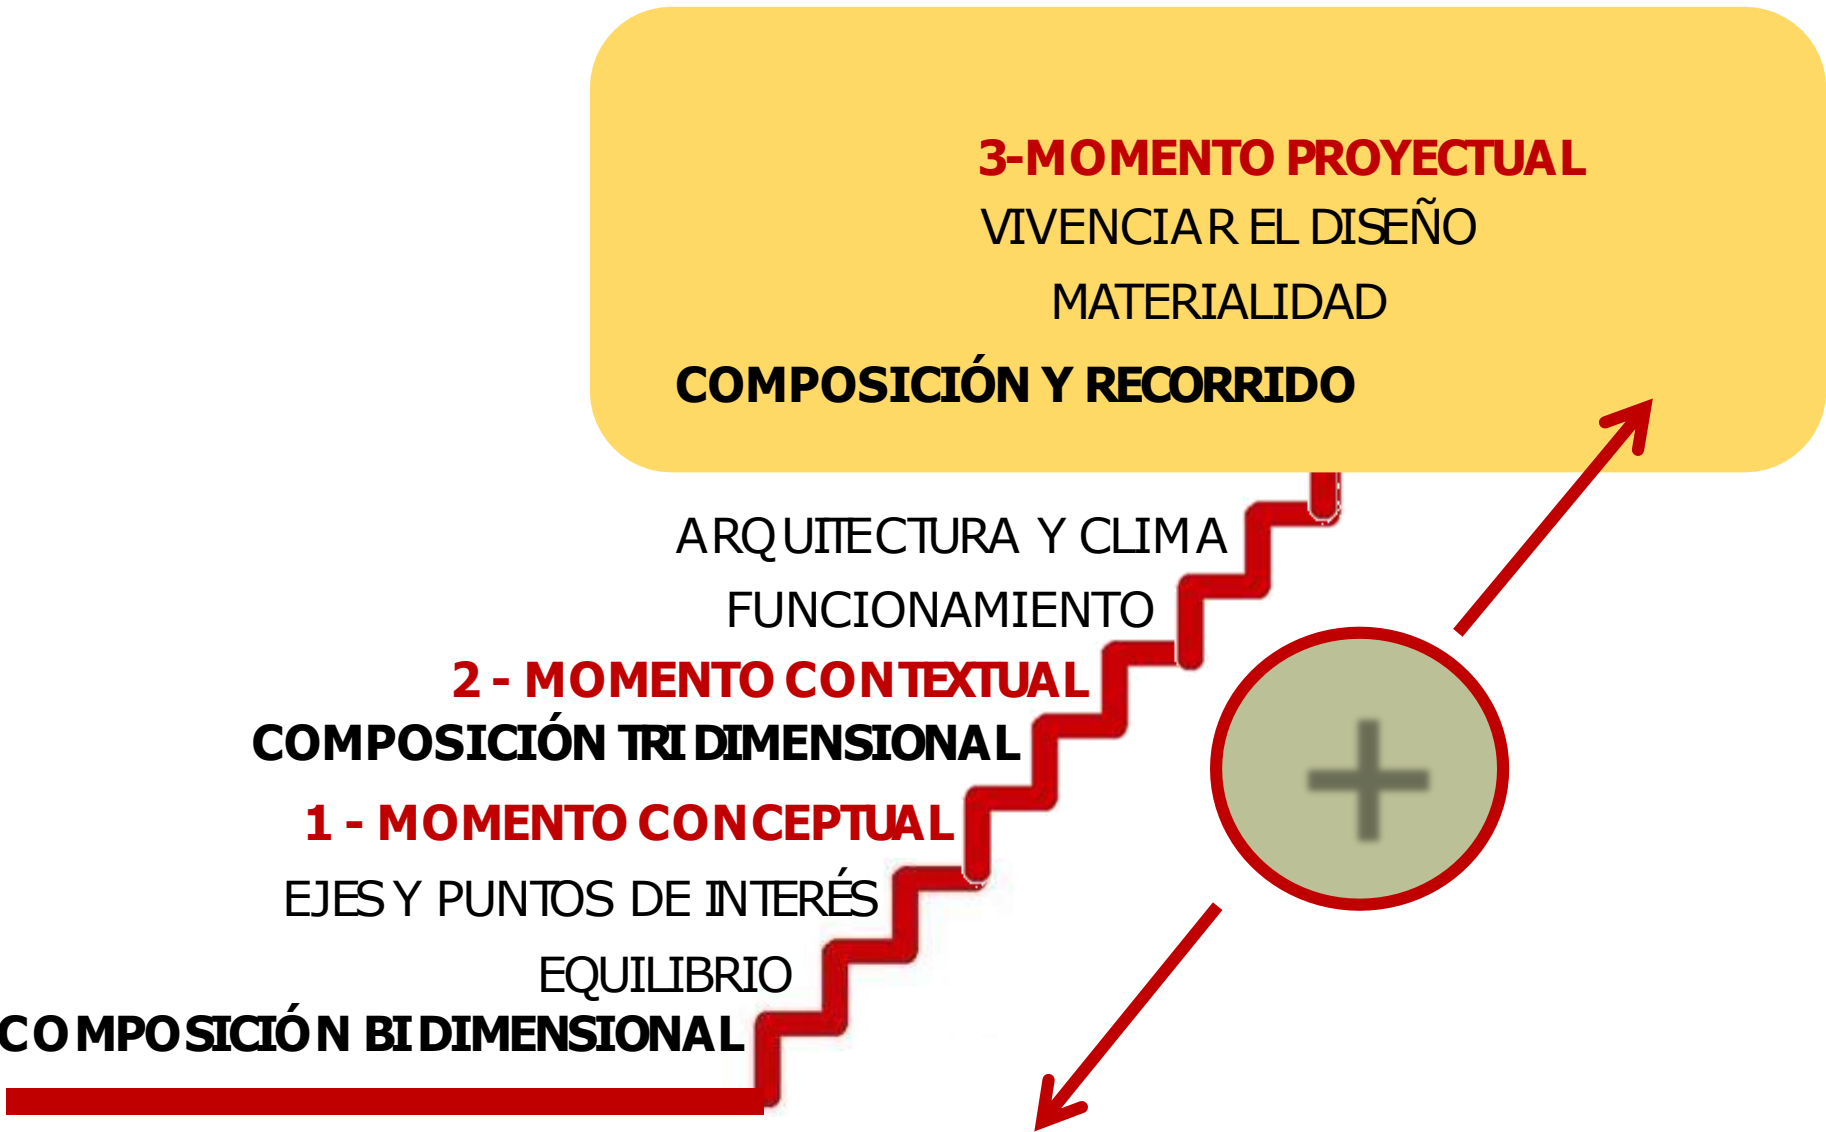 3-MOMENTO PROYECTUAL
VIVENCIAR EL DISEÑO
MATERIALIDAD
COMPOSICIÓN Y RECORRIDO
ARQUITECTURA Y CLIMA
FUNCIONAMIENTO
2 - MOMENTO CONTEXTUAL
COMPOSICIÓN TRIDIMENSIONAL
1 - MOMENTO CONCEPTUAL
EJES Y PUNTOS DE INTERÉS
EQUILIBRIO
COMPOSICIÓN BIDIMENSIONAL
+